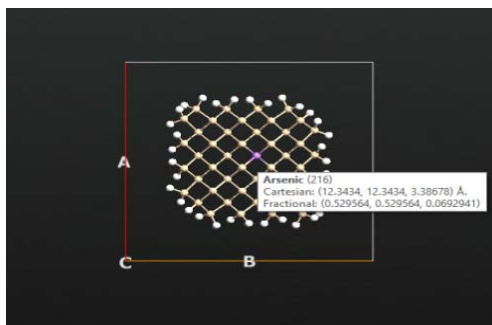 A
Arsenic (216)
Cartesian: (12.3434, 12.3434, 3.38678) Å.
Fractional: (0.529564, 0.529564, 0.0692941)
C B